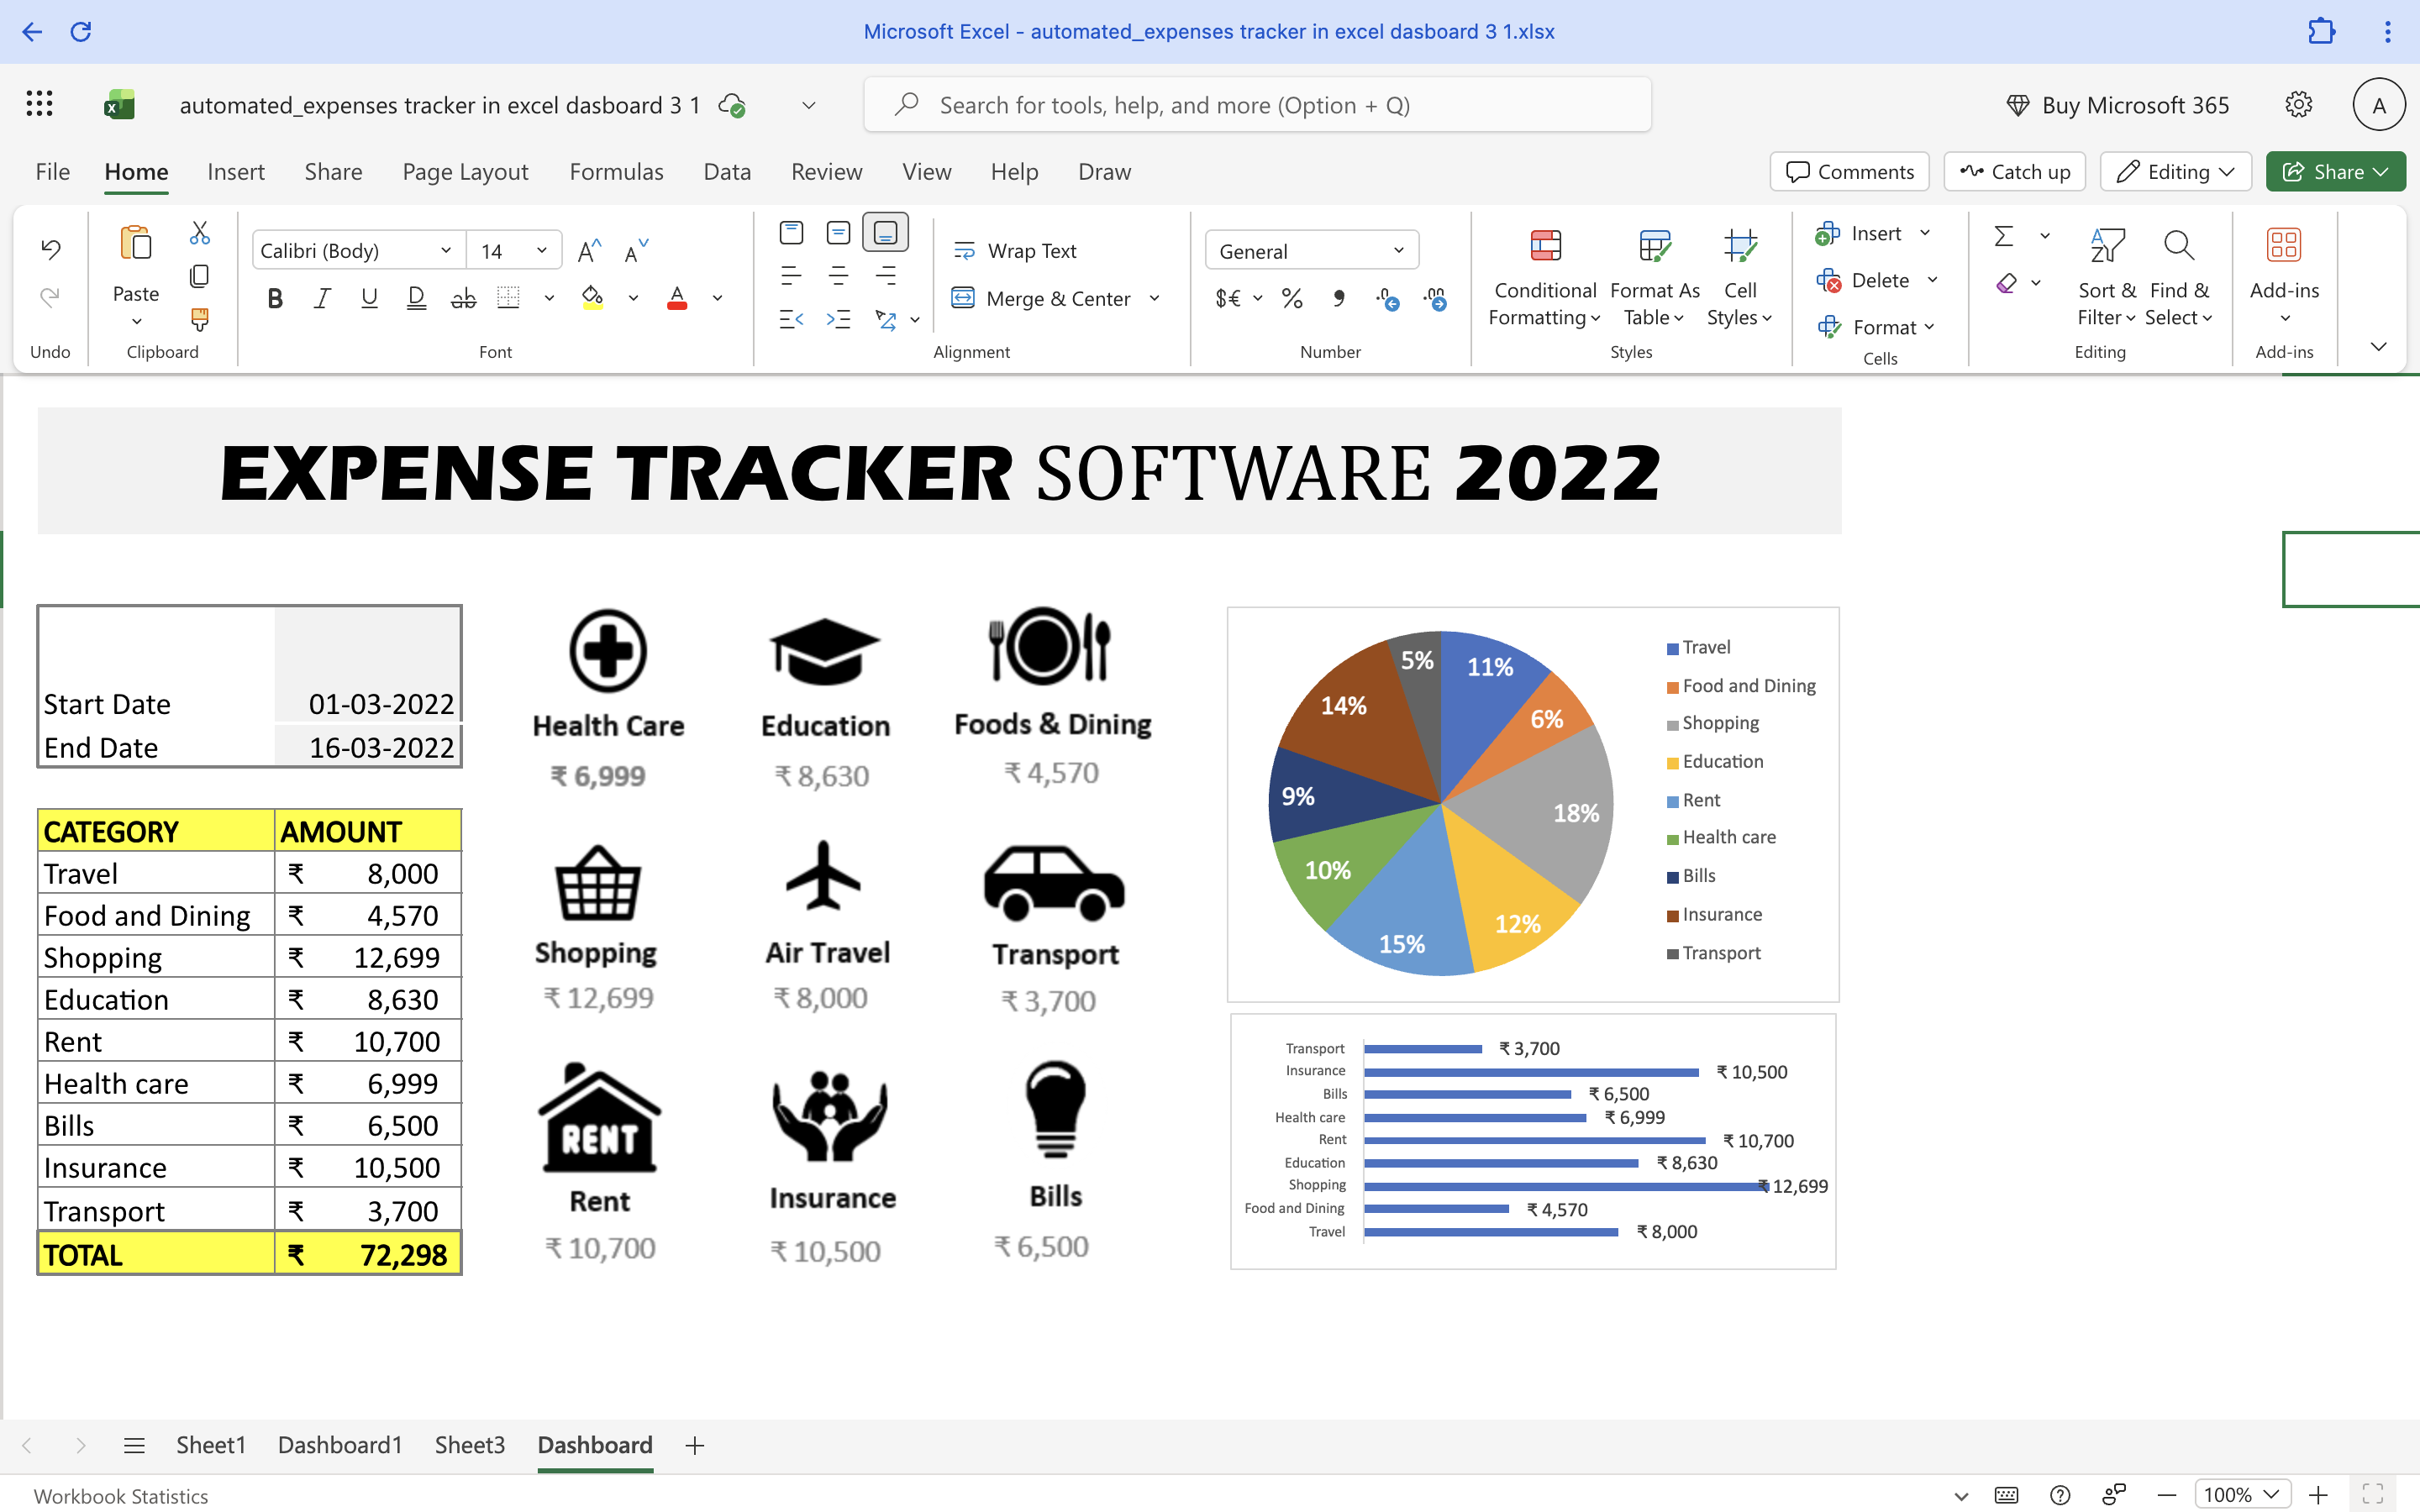 Microsoft Excel - automated_expenses tracker in excel dasboard 3 1.xlsx
automated_expenses tracker in excel dasboard 3 1
Search for tools, help, and more (Option + Q)
Buy Microsoft 365
A
File Home Insert Share Page Layout Formulas Data Review View Help Draw
Comments Catch up Editing Share
Paste
Calibri (Body) 14
Wrap Text
Merge & Center
General
Conditional Formatting
Format As Table
Cell Styles
Insert
Delete
Format
Sort & Filter
Find & Select
Add-ins
Undo Clipboard Font Alignment Number Styles Cells Editing Add-ins
EXPENSE TRACKER SOFTWARE 2022
Start Date 01-03-2022
End Date 16-03-2022
CATEGORY AMOUNT
Travel ₹ 8,000
Food and Dining ₹ 4,570
Shopping ₹ 12,699
Education ₹ 8,630
Rent ₹ 10,700
Health care ₹ 6,999
Bills ₹ 6,500
Insurance ₹ 10,500
Transport ₹ 3,700
TOTAL ₹ 72,298
Health Care Education Foods & Dining
₹ 6,999 ₹ 8,630 ₹ 4,570
Shopping Air Travel Transport
₹ 12,699 ₹ 8,000 ₹ 3,700
RENT
Rent Insurance Bills
₹ 10,700 ₹ 10,500 ₹ 6,500
5% 11%
14% 6%
9% 18%
10%
15% 12%
Travel
Food and Dining
Shopping
Education
Rent
Health care
Bills
Insurance
Transport
Transport ₹ 3,700
Insurance ₹ 10,500
Bills ₹ 6,500
Health care ₹ 6,999
Rent ₹ 10,700
Education ₹ 8,630
Shopping ₹ 12,699
Food and Dining ₹ 4,570
Travel ₹ 8,000
Sheet1 Dashboard1 Sheet3 Dashboard
Workbook Statistics
100%